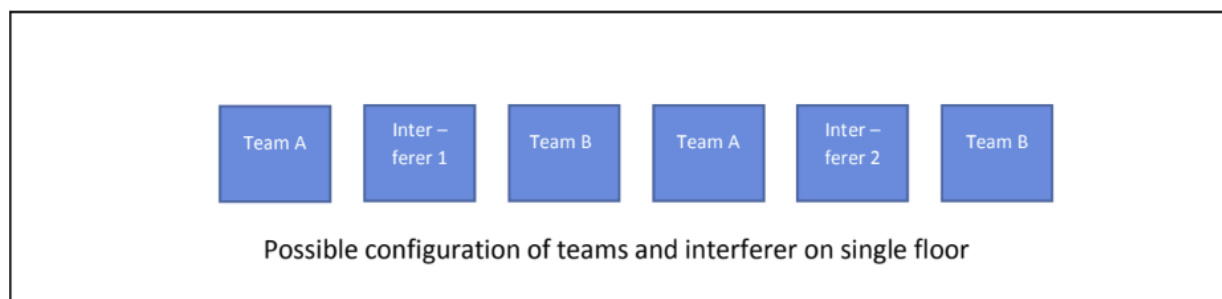 Team A
Inter –
ferer 1
Team B
Team A
Inter –
ferer 2
Team B
Possible configuration of teams and interferer on single floor